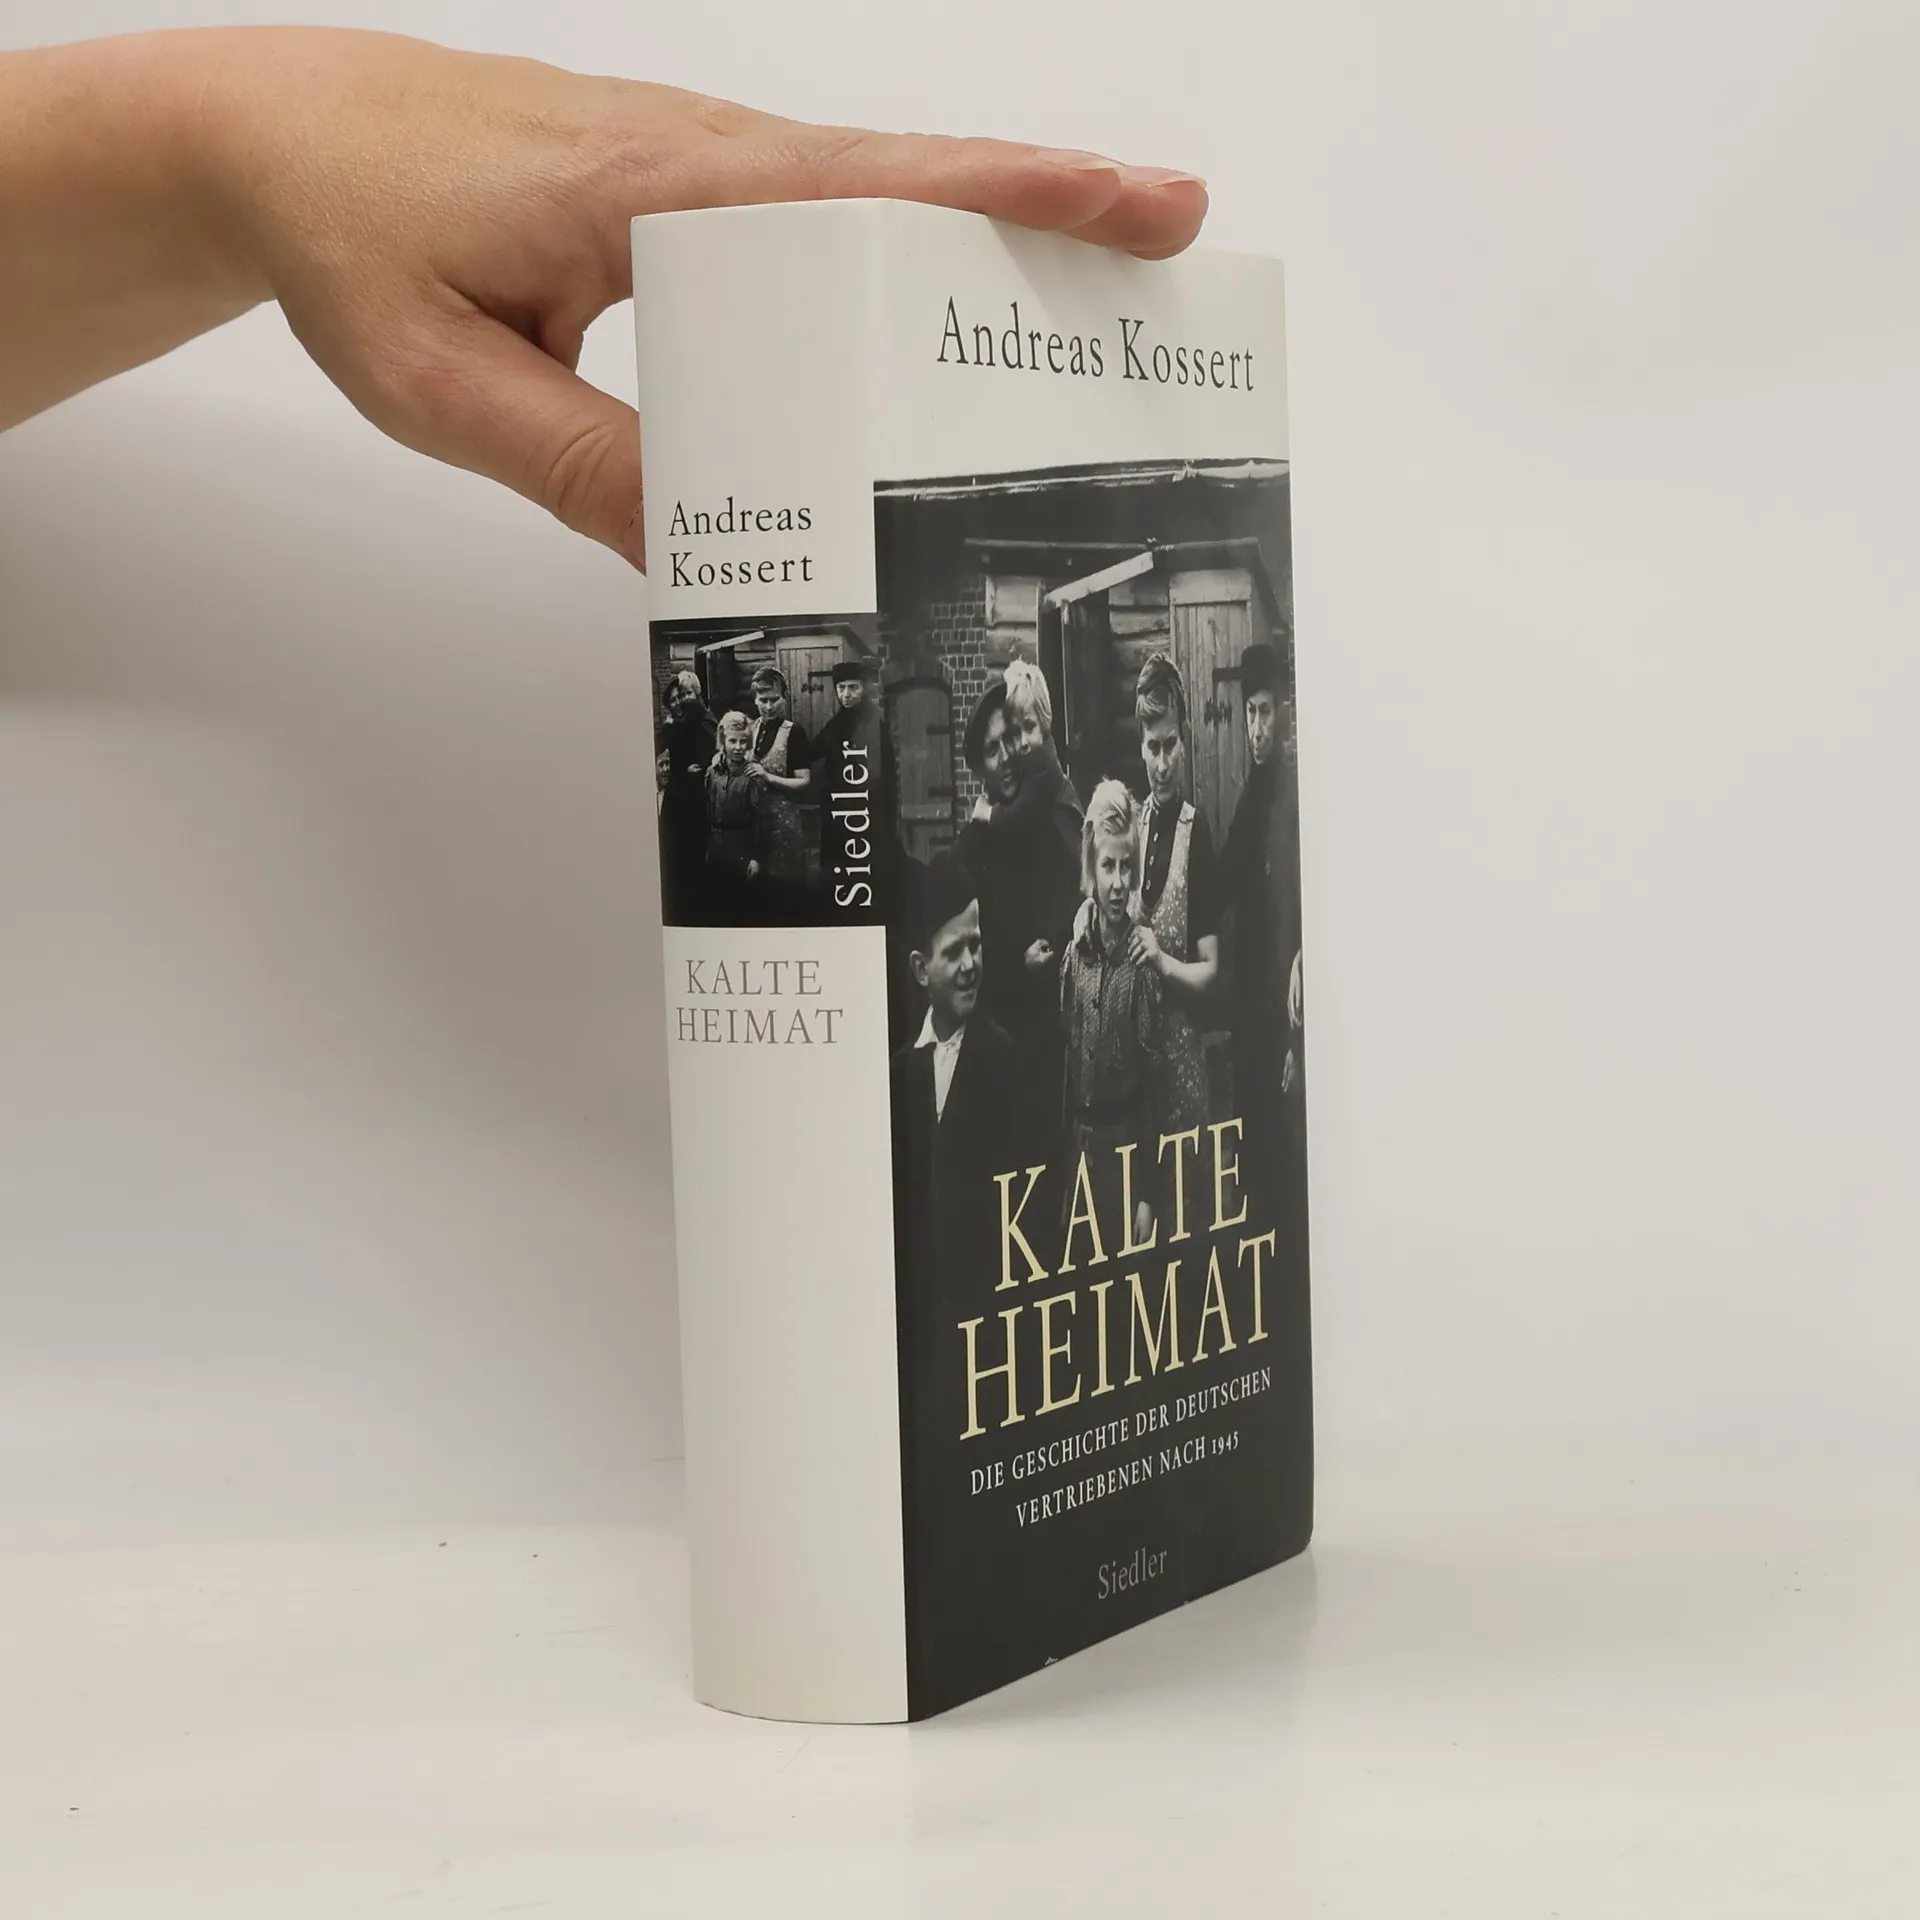 Andreas
Kossert
Siedler
KALTE
HEIMAT
Andreas Kossert
KALTE
HEIMAT
DIE GESCHICHTE DER DEUTSCHEN
VERTRIEBENEN NACH 1945
Siedler